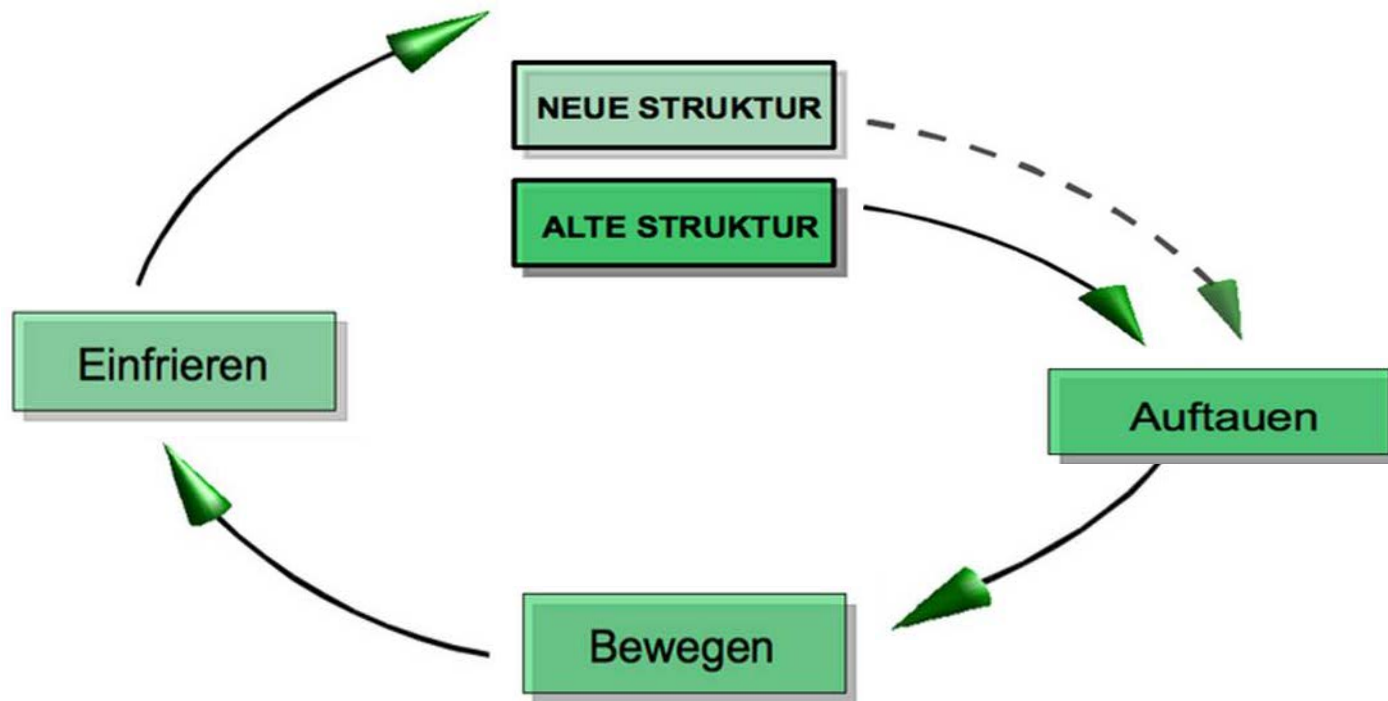 NEUE STRUKTUR
ALTE STRUKTUR
Einfrieren
Auftauen
Bewegen